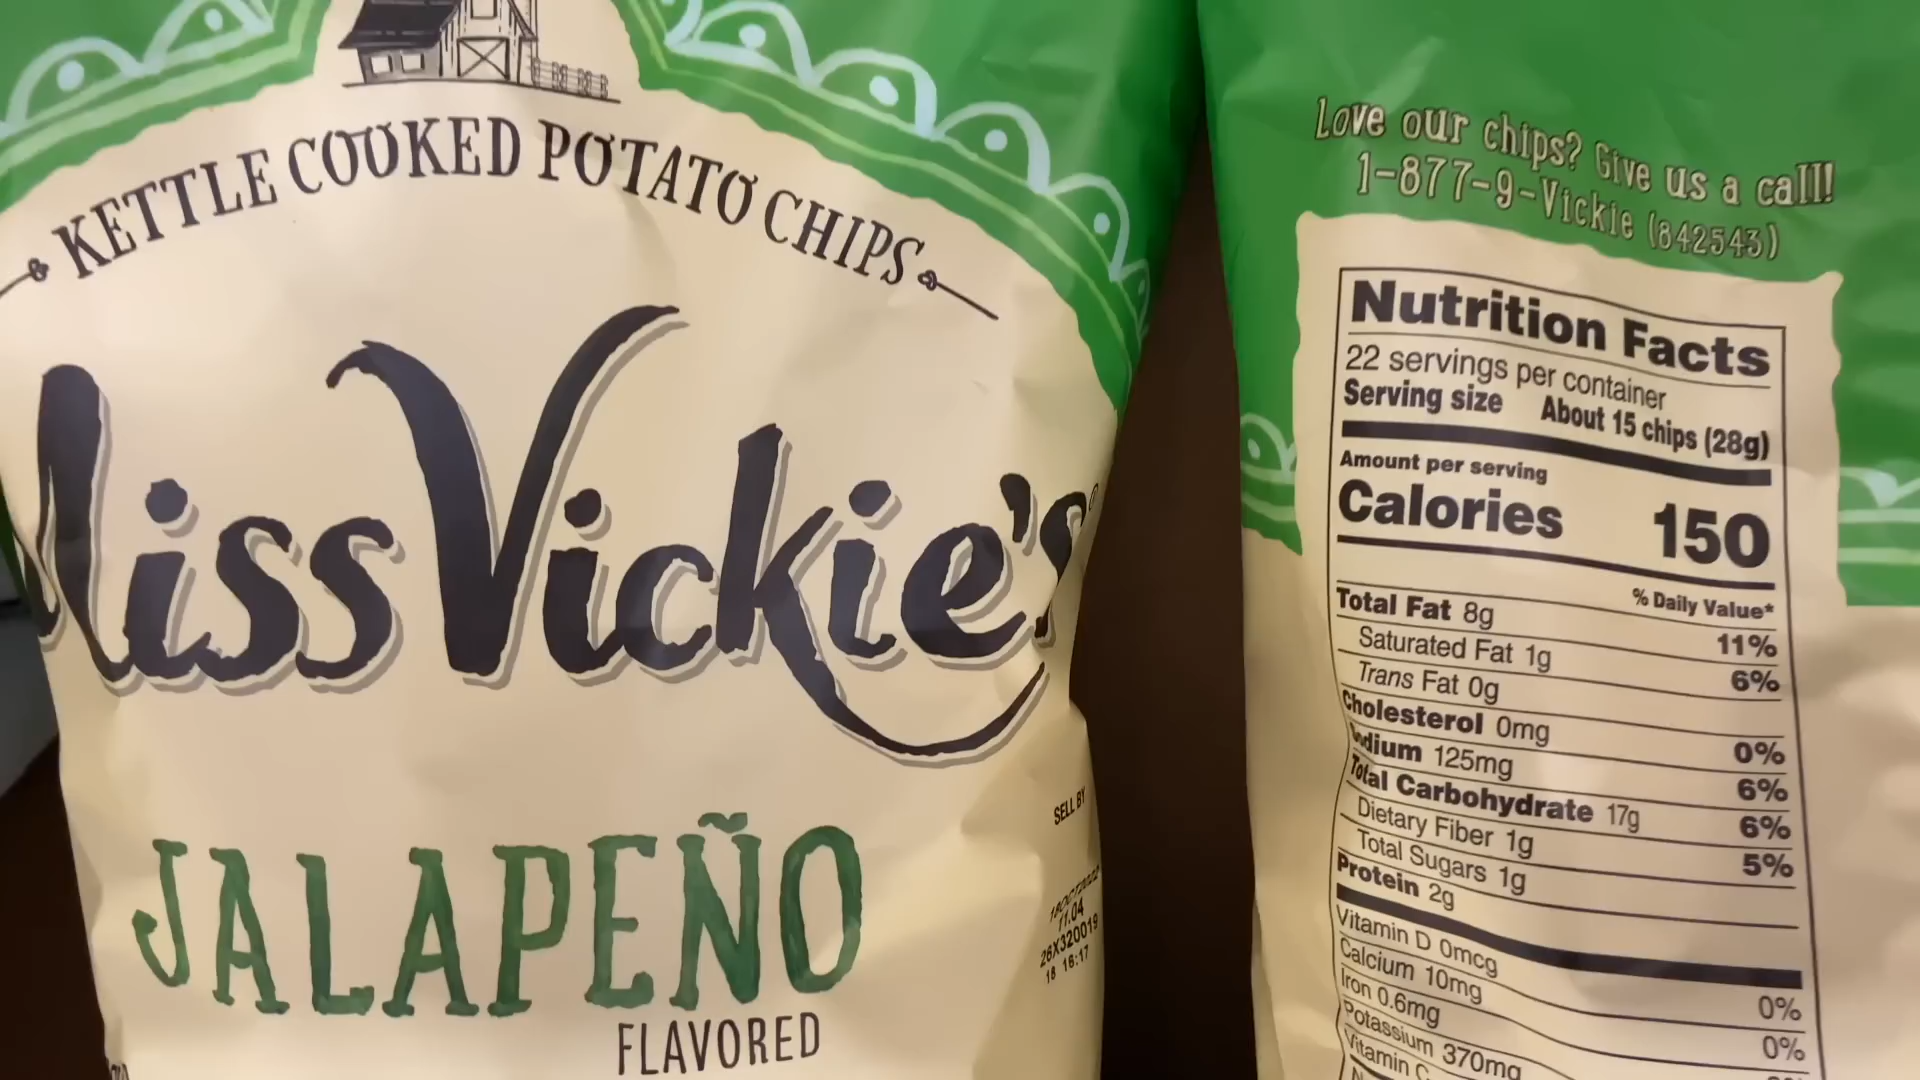 KETTLE COOKED POTATO CHIPS
Miss Vickie's
JALAPEÑO
FLAVORED
SELL BY
18OCT2022
11.04
26X320019
18 16:17
Love our chips? Give us a call!
1-877-9-Vickie (842543)
Nutrition Facts
22 servings per container
Serving size About 15 chips (28g)
Amount per serving
Calories 150
% Daily Value*
Total Fat 8g 11%
Saturated Fat 1g 6%
Trans Fat 0g
Cholesterol 0mg 0%
Sodium 125mg 6%
Total Carbohydrate 17g 6%
Dietary Fiber 1g 5%
Total Sugars 1g
Protein 2g
Vitamin D 0mcg 0%
Calcium 10mg 0%
Iron 0.6mg
Potassium 370mg
Vitamin C